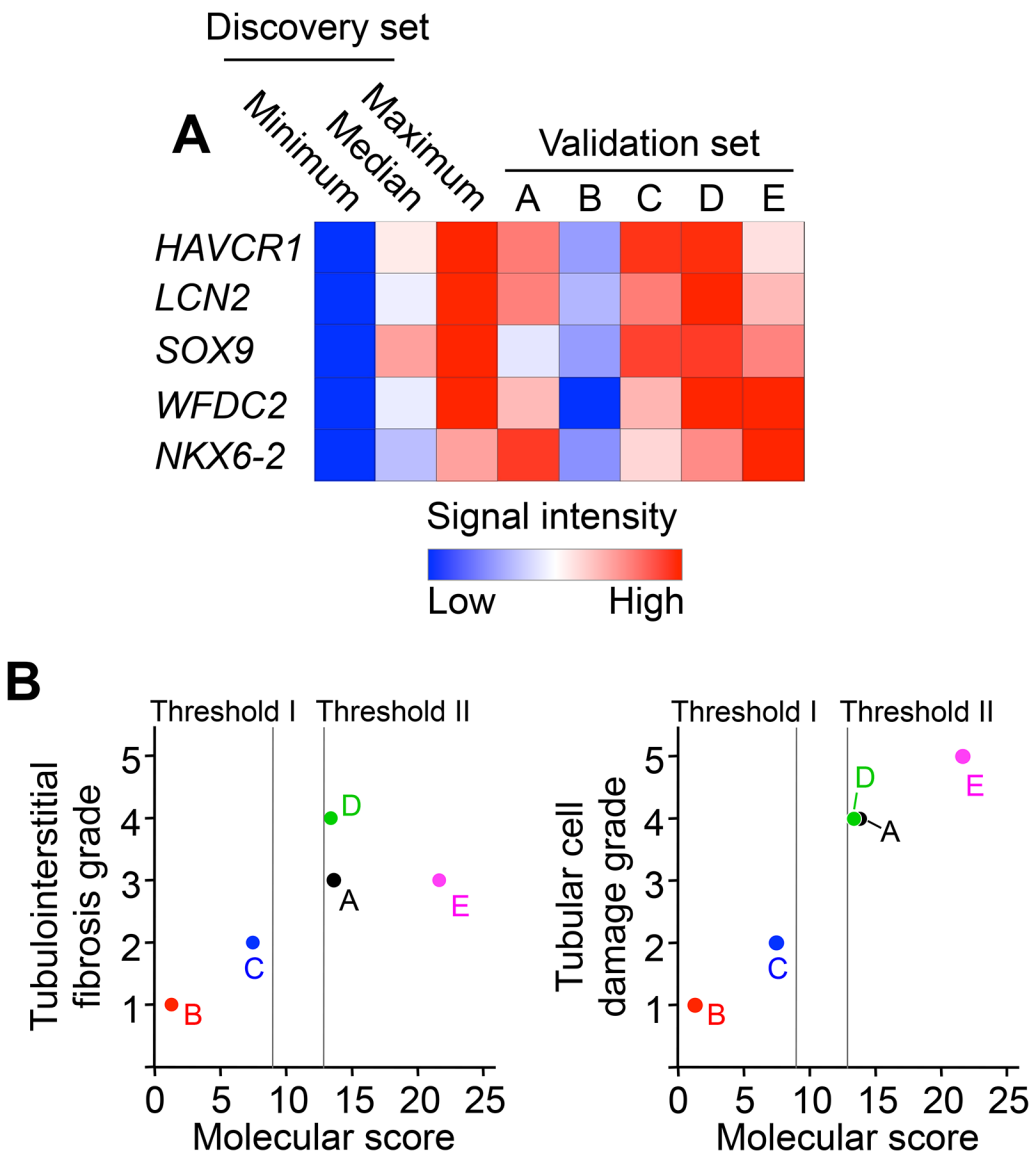 Discovery set
A
Minimum
Median
Maximum
Validation set
A B C D E
HAVCR1
LCN2
SOX9
WFDC2
NKX6-2
Signal intensity
Low High
B
Threshold I Threshold II
Tubulointerstitial
fibrosis grade
5
4
3
2
1
D
A
E
C
B
0 5 10 15 20 25
Molecular score
Threshold I Threshold II
Tubular cell
damage grade
5
4
3
2
1
D
A
E
C
B
0 5 10 15 20 25
Molecular score